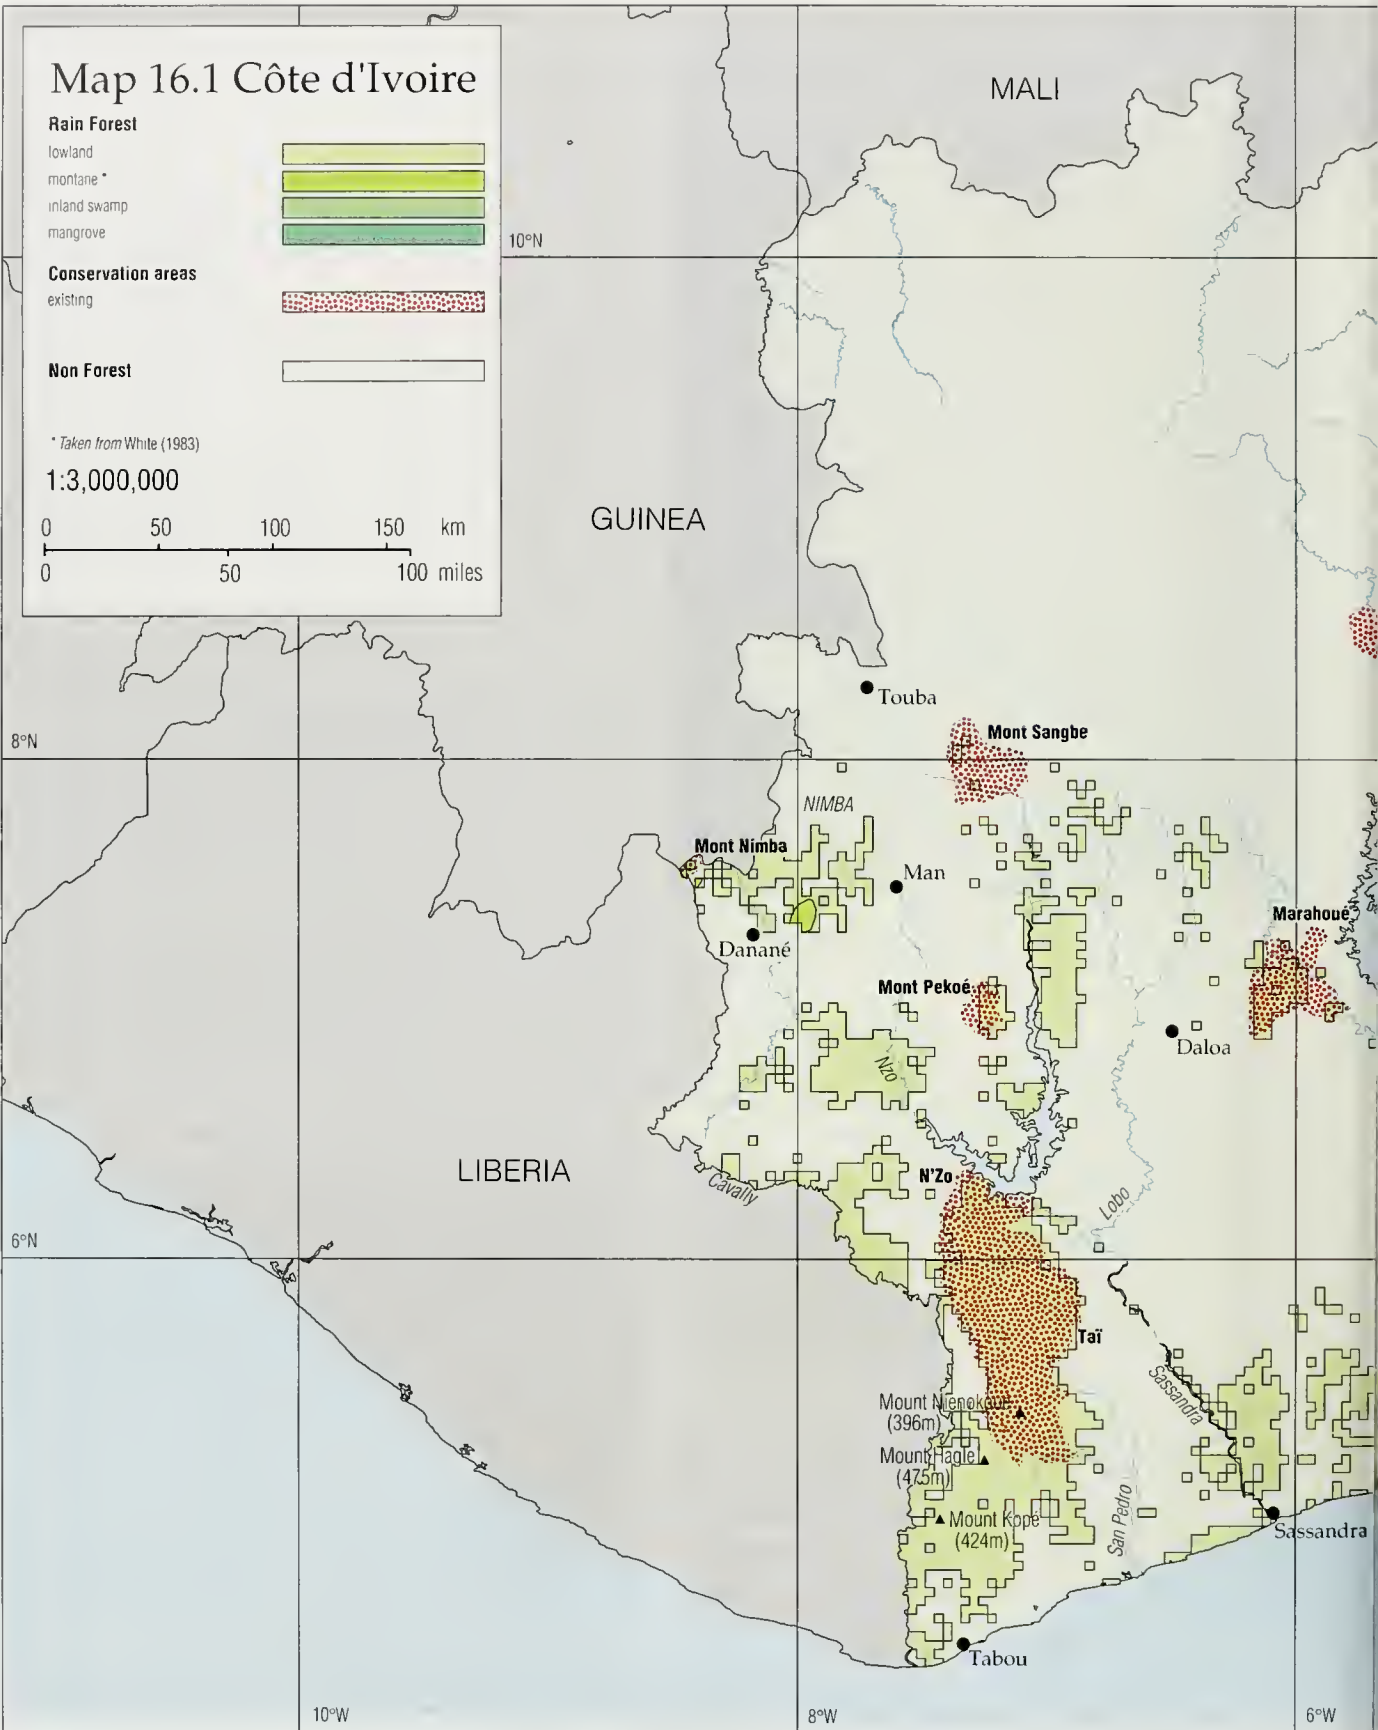 Map 16.1 Côte d'Ivoire
Rain Forest
lowland
montane *
inland swamp
mangrove
Conservation areas
existing
Non Forest
* Taken from White (1983)
1:3,000,000
0 50 100 150 km
0 50 100 miles
MALI
10°N
GUINEA
Touba
8°N
Mont Sangbe
NIMBA
Mont Nimba
Man
Marahoué
Danané
Mont Pekoé
Daloa
Nzo
LIBERIA
Cavally
N'Zo
Lobo
6°N
Taï
Sassandra
Mount Nienokoué
(396m)
Mount Hagle
(475m)
San Pedro
Mount Kopé
(424m)
Sassandra
Tabou
10°W
8°W
6°W